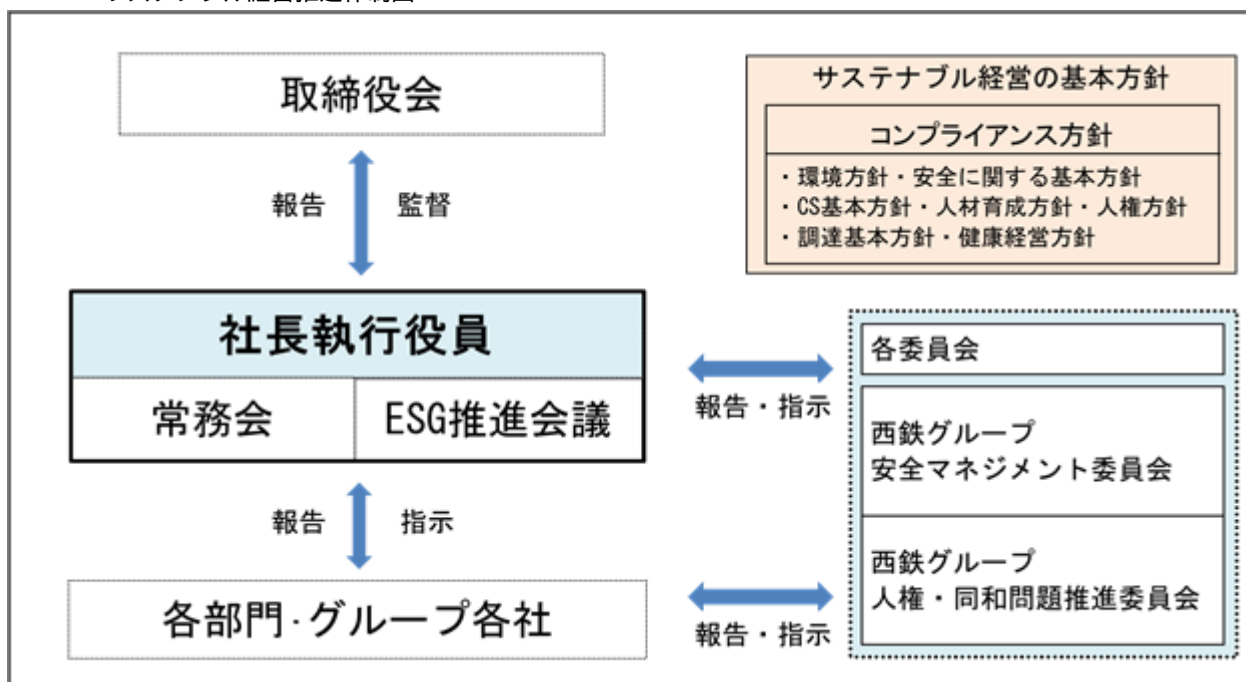 取締役会
報告
監督
社長執行役員
常務会
ESG推進会議
報告
指示
各部門・グループ各社
サステナブル経営の基本方針
コンプライアンス方針
・環境方針・安全に関する基本方針
・CS基本方針・人材育成方針・人権方針
・調達基本方針・健康経営方針
報告・指示
各委員会
西鉄グループ
安全マネジメント委員会
西鉄グループ
人権・同和問題推進委員会
報告・指示